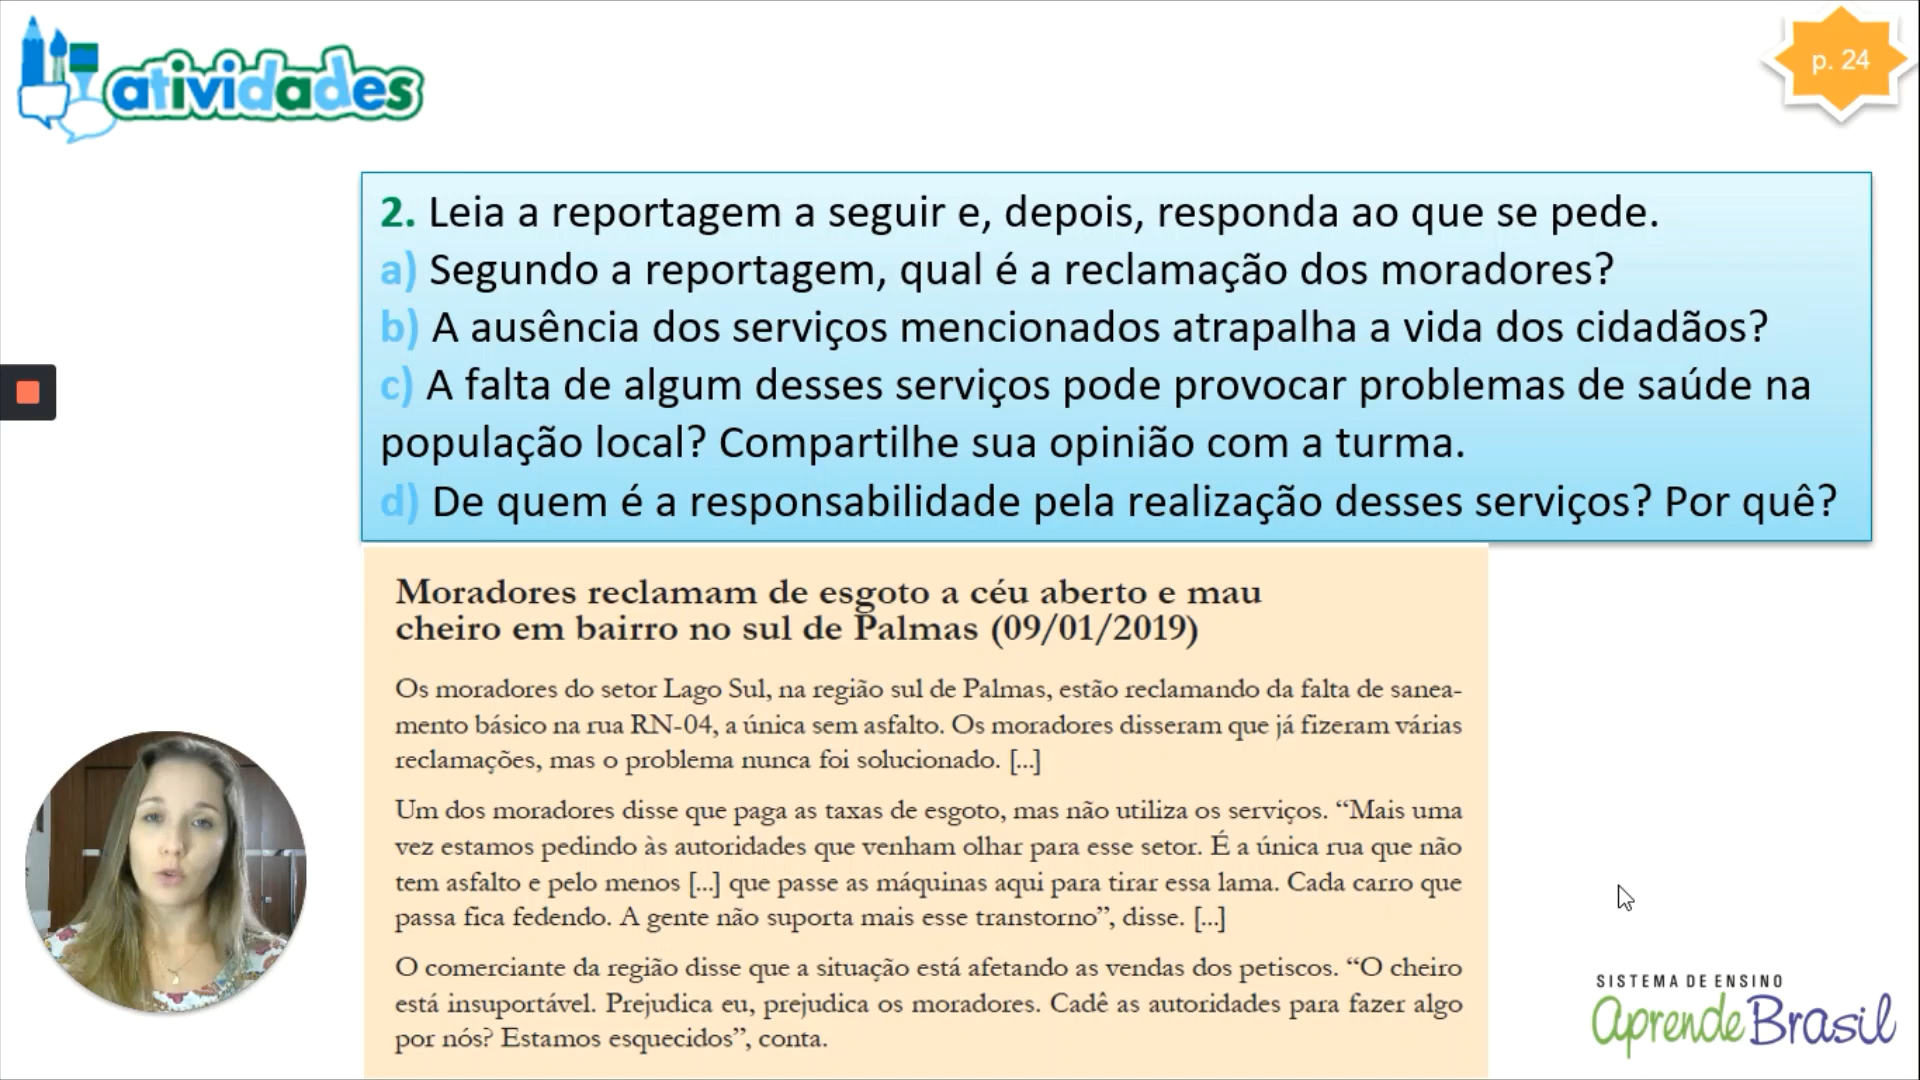 atividades
p. 24
2. Leia a reportagem a seguir e, depois, responda ao que se pede.
a) Segundo a reportagem, qual é a reclamação dos moradores?
b) A ausência dos serviços mencionados atrapalha a vida dos cidadãos?
c) A falta de algum desses serviços pode provocar problemas de saúde na
população local? Compartilhe sua opinião com a turma.
d) De quem é a responsabilidade pela realização desses serviços? Por quê?
Moradores reclamam de esgoto a céu aberto e mau
cheiro em bairro no sul de Palmas (09/01/2019)
Os moradores do setor Lago Sul, na região sul de Palmas, estão reclamando da falta de sanea-
mento básico na rua RN-04, a única sem asfalto. Os moradores disseram que já fizeram várias
reclamações, mas o problema nunca foi solucionado. [...]
Um dos moradores disse que paga as taxas de esgoto, mas não utiliza os serviços. “Mais uma
vez estamos pedindo às autoridades que venham olhar para esse setor. É a única rua que não
tem asfalto e pelo menos [...] que passe as máquinas aqui para tirar essa lama. Cada carro que
passa fica fedendo. A gente não suporta mais esse transtorno”, disse. [...]
O comerciante da região disse que a situação está afetando as vendas dos petiscos. “O cheiro
está insuportável. Prejudica eu, prejudica os moradores. Cadê as autoridades para fazer algo
por nós? Estamos esquecidos”, conta.
SISTEMA DE ENSINO
aprende Brasil